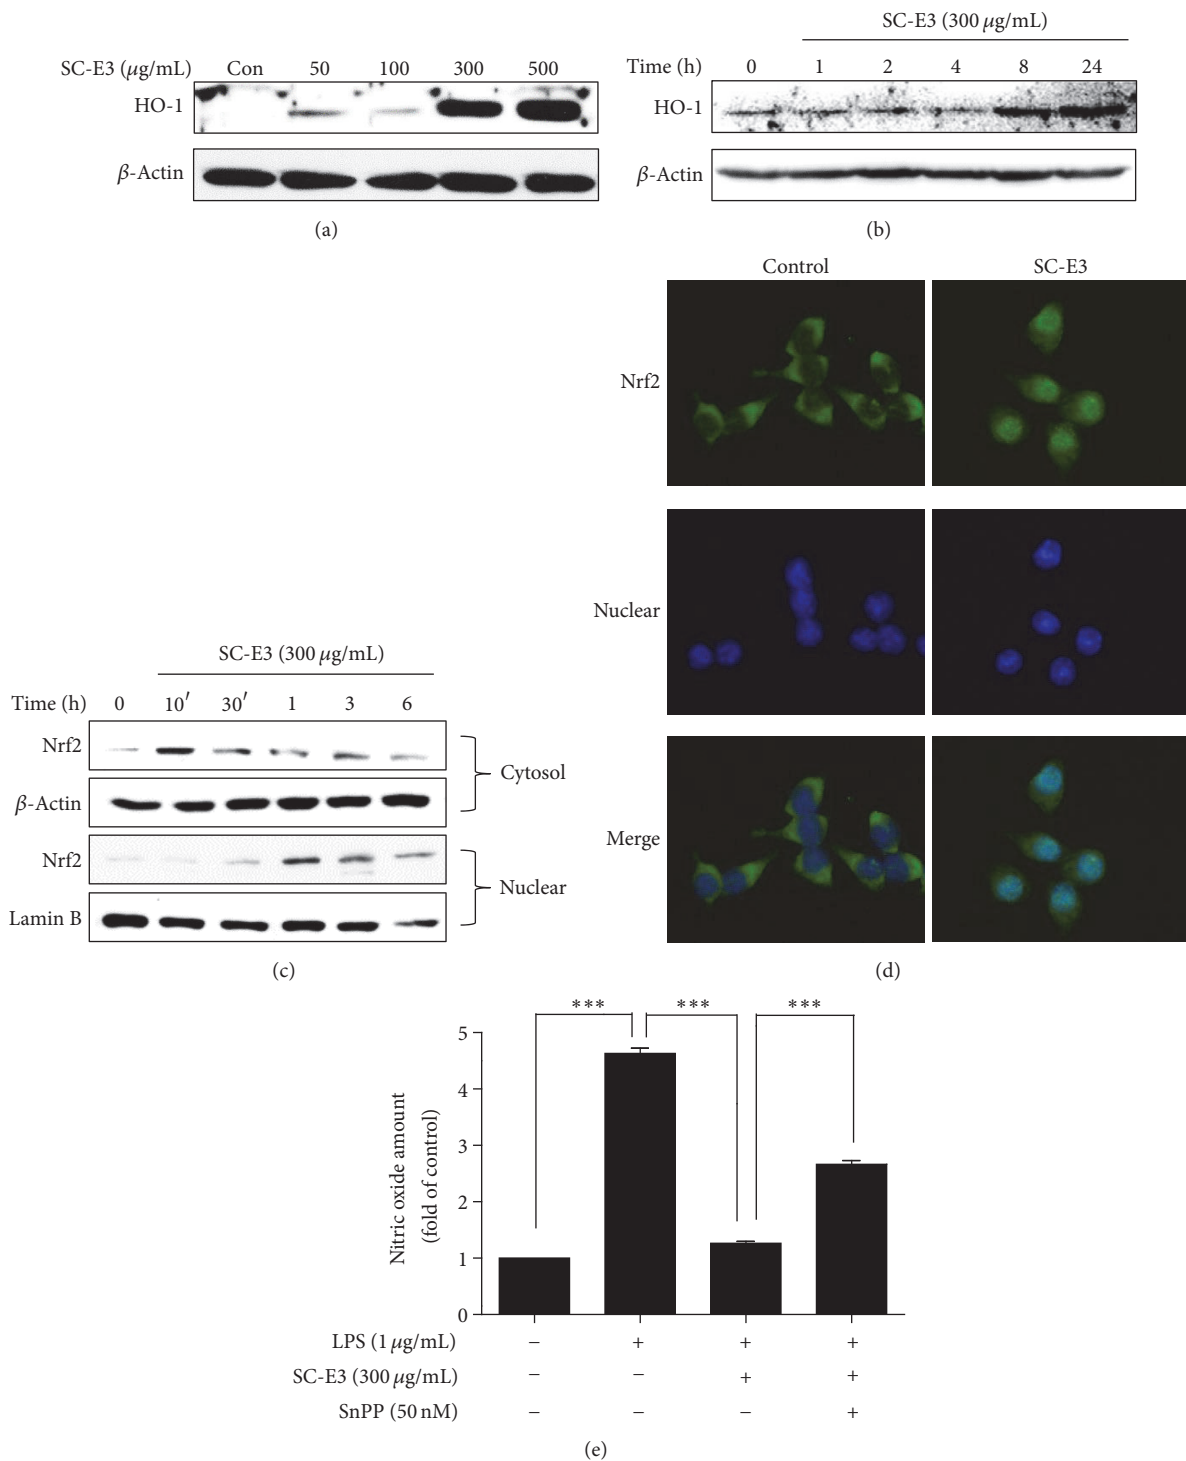 SC-E3 (μg/mL) Con 50 100 300 500
HO-1
β-Actin
(a)
SC-E3 (300 μg/mL)
Time (h) 0 1 2 4 8 24
HO-1
β-Actin
(b)
SC-E3 (300 μg/mL)
Time (h) 0 10′ 30′ 1 3 6
Nrf2
β-Actin
Cytosol
Nrf2
Lamin B
Nuclear
(c)
Control SC-E3
Nrf2
Nuclear
Merge
(d)
*** *** ***
5
4
3
2
1
0
Nitric oxide amount
(fold of control)
LPS (1 μg/mL) − + + +
SC-E3 (300 μg/mL) − − + +
SnPP (50 nM) − − − +
(e)